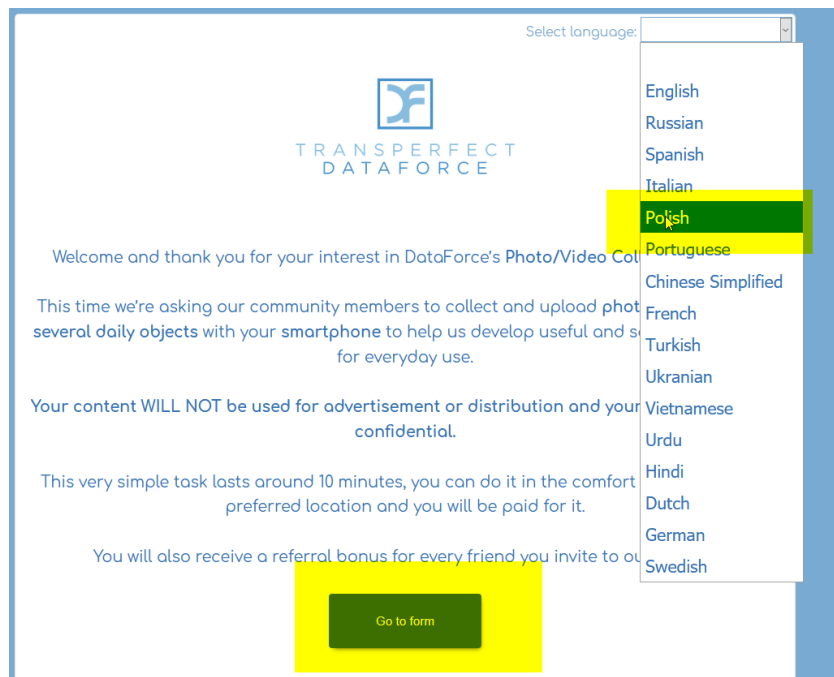 Select language:
TRANSPERFECT
DATAFORCE
Welcome and thank you for your interest in DataForce's Photo/Video Col
This time we're asking our community members to collect and upload phot
several daily objects with your smartphone to help us develop useful and s
for everyday use.
Your content WILL NOT be used for advertisement or distribution and your
confidential.
This very simple task lasts around 10 minutes, you can do it in the comfort
preferred location and you will be paid for it.
You will also receive a referral bonus for every friend you invite to ou
Go to form
English
Russian
Spanish
Italian
Polish
Portuguese
Chinese Simplified
French
Turkish
Ukranian
Vietnamese
Urdu
Hindi
Dutch
German
Swedish